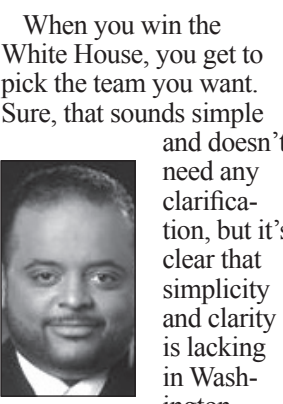 When you win the
White House, you get to
pick the team you want.
Sure, that sounds simple
and doesn't
need any
clarifica-
tion, but it's
clear that
simplicity
and clarity
is lacking
in Wash-